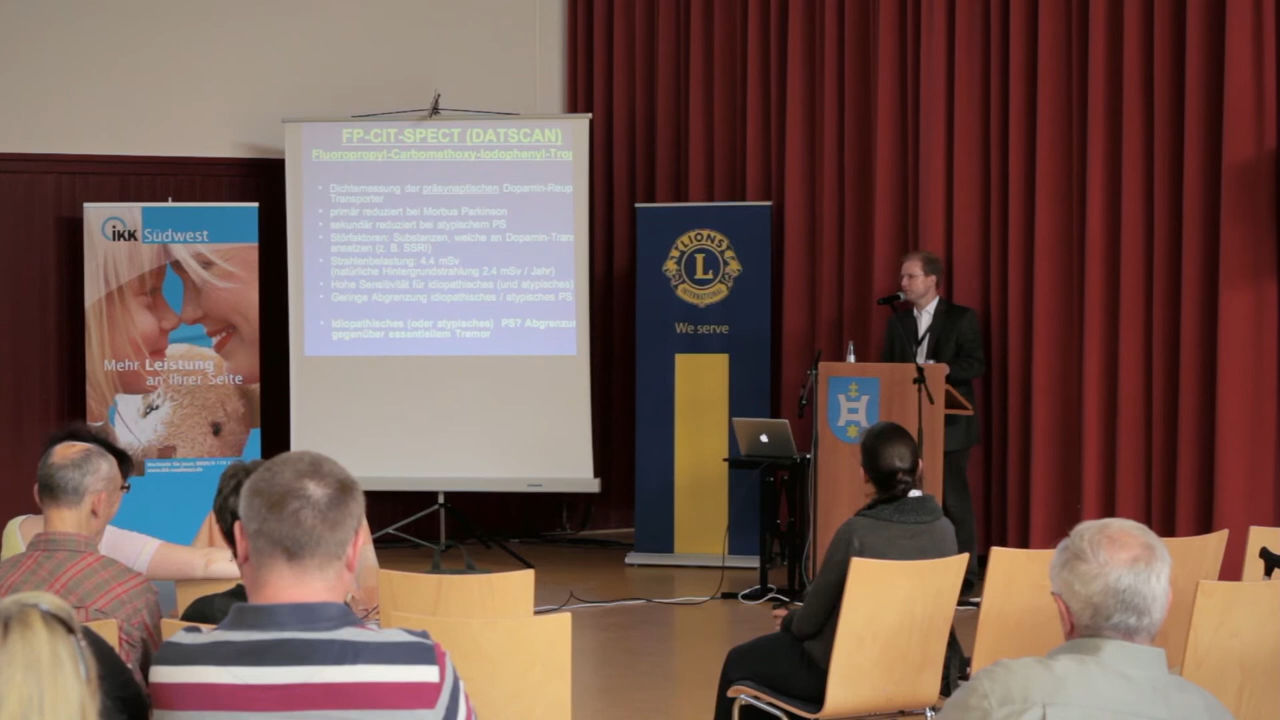 FP-CIT-SPECT (DATSCAN)
Fluoropropyl-Carbomethoxy-Iodophenyl-Trop
• Dichtemessung der präsynaptischen Dopamin-Reup
Transporter
• primär reduziert bei Morbus Parkinson
• sekundär reduziert bei atypischem PS
• Störfaktoren: Substanzen, welche an Dopamin-Trans
ansetzen (z. B. SSRI)
• Strahlenbelastung: 4.4 mSv
(natürliche Hintergrundstrahlung 2.4 mSv / Jahr)
• Hohe Sensitivität für idiopathisches (und atypisches)
• Geringe Abgrenzung idiopathisches / atypisches PS
• Idiopathisches (oder atypisches) PS? Abgrenzu
gegenüber essentiellem Tremor
IKK Südwest
Mehr Leistung
an Ihrer Seite
LIONS
L
INTERNATIONAL
We serve